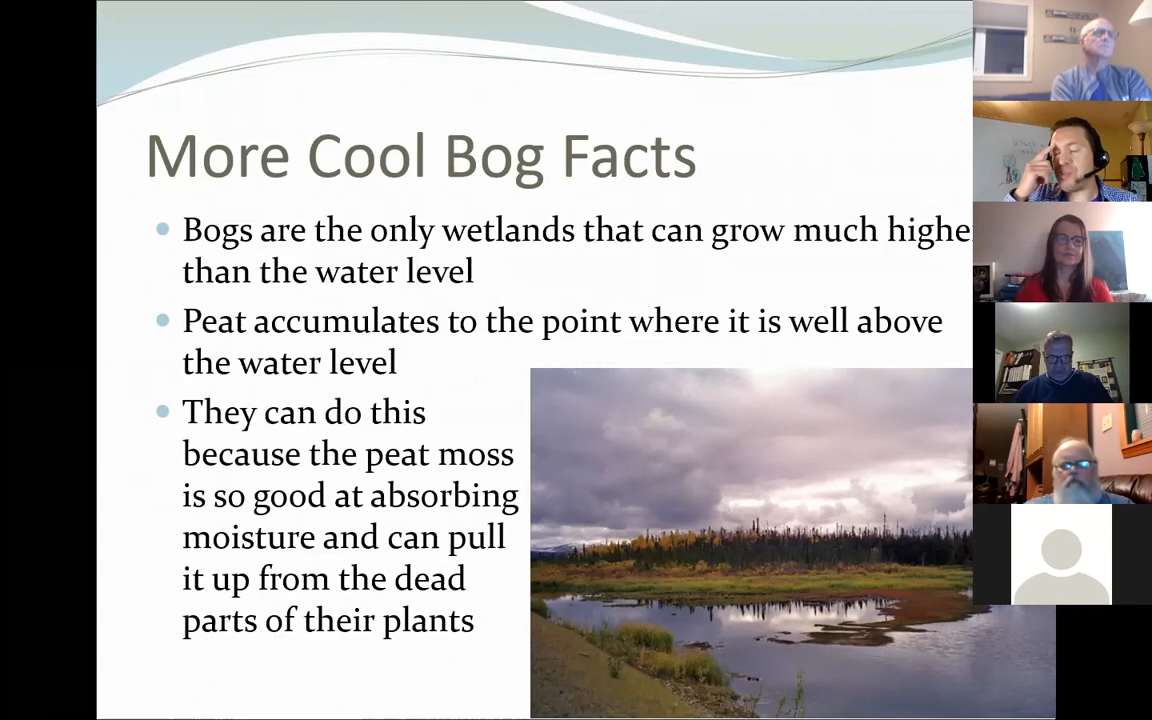 More Cool Bog Facts
Bogs are the only wetlands that can grow much highe
than the water level
Peat accumulates to the point where it is well above
the water level
They can do this
because the peat moss
is so good at absorbing
moisture and can pull
it up from the dead
parts of their plants